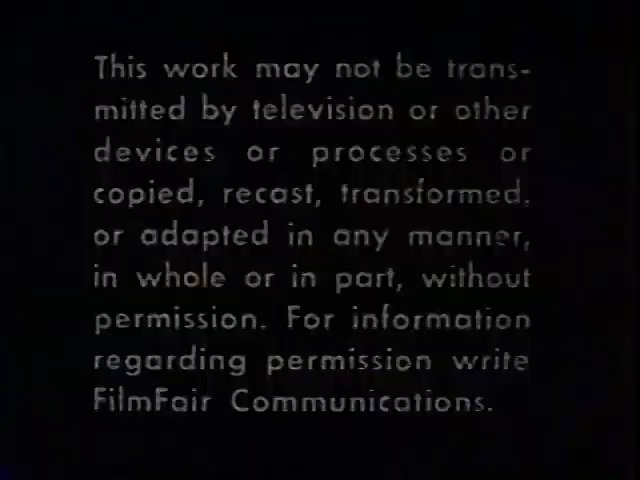 This work may not be trans-
mitted by television or other
devices or processes or
copied, recast, transformed,
or adapted in any manner,
in whole or in part, without
permission. For information
regarding permission write
FilmFair Communications.